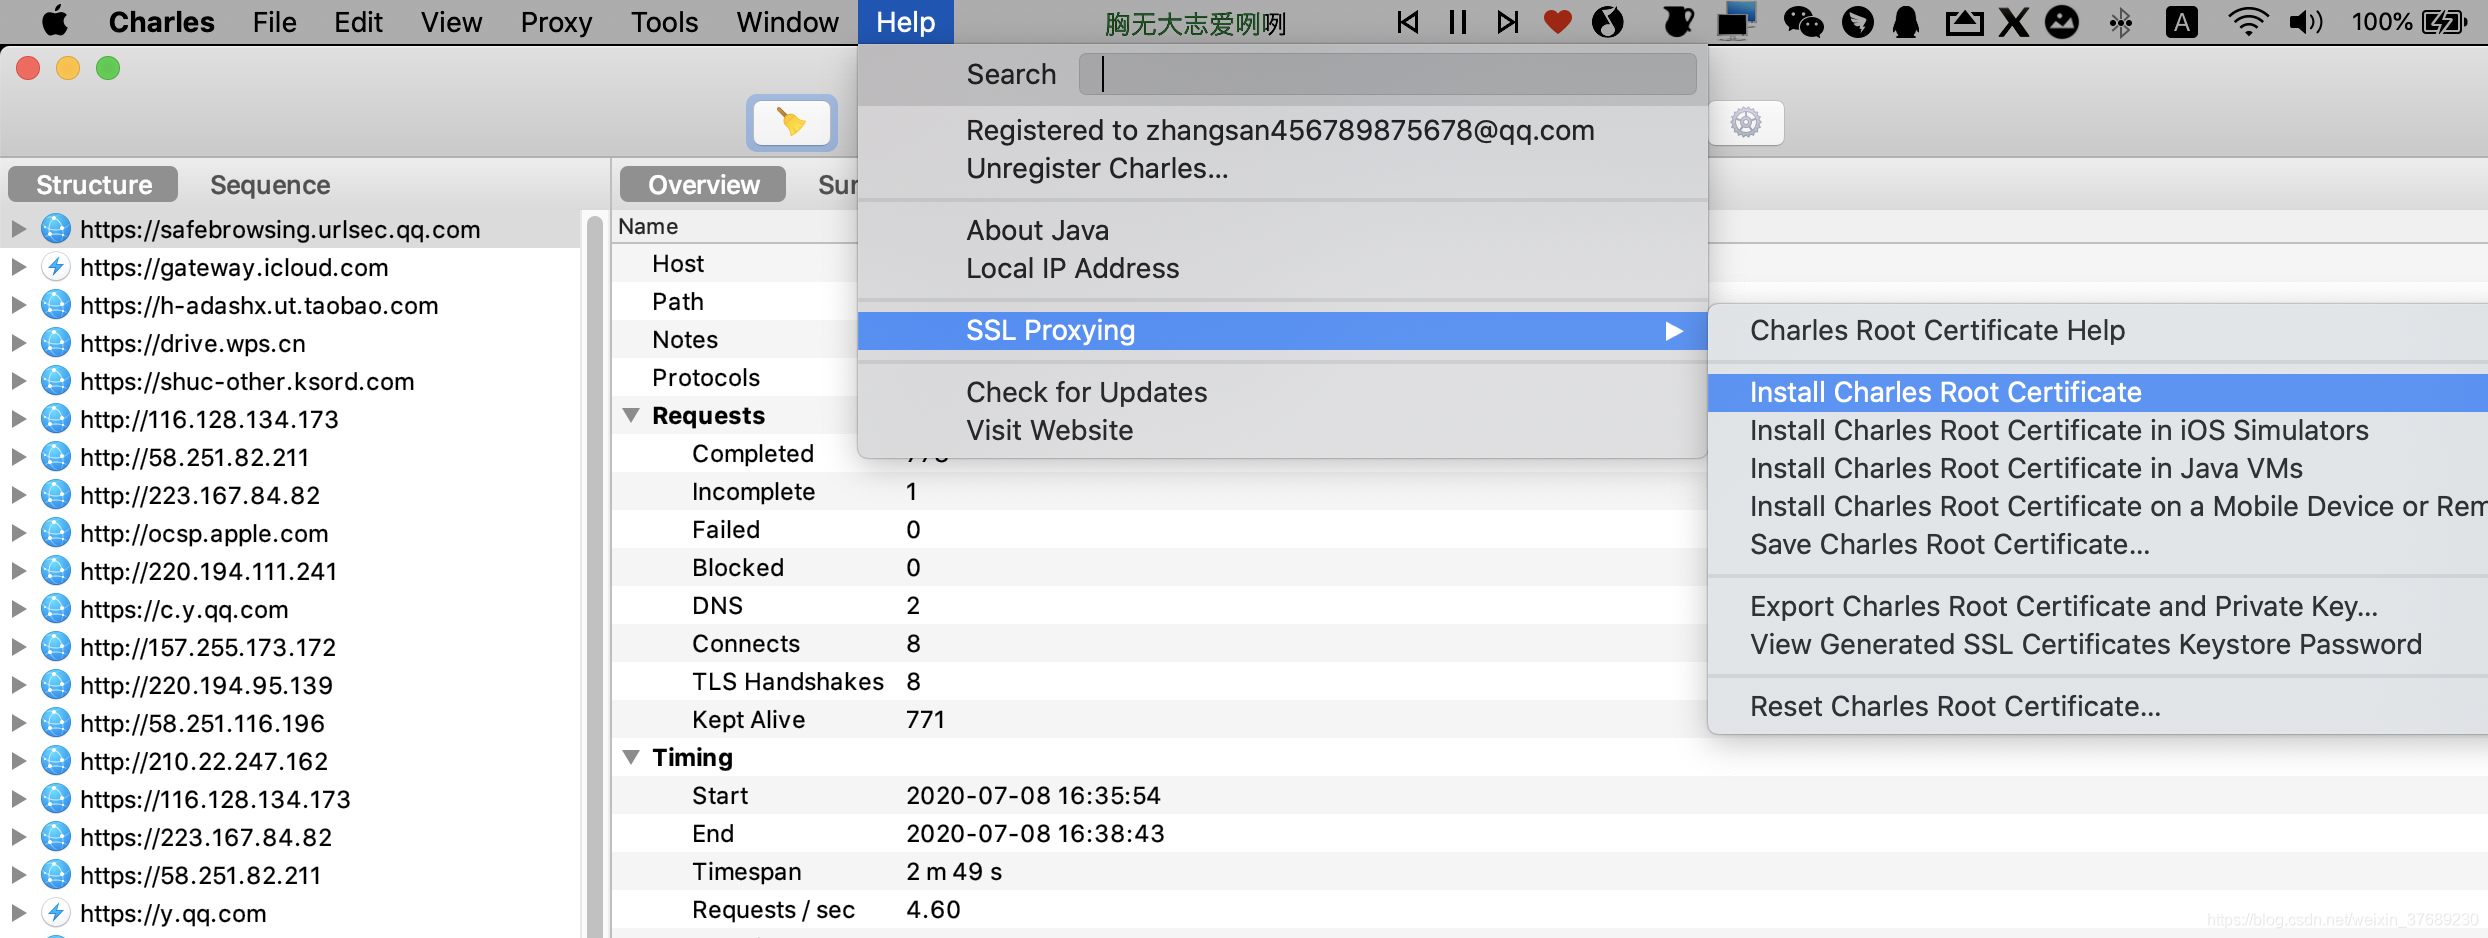 Charles File Edit View Proxy Tools Window Help 胸无大志爱咧咧 A 100%
Search
Registered to zhangsan456789875678@qq.com
Unregister Charles...
About Java
Local IP Address
SSL Proxying
Check for Updates
Visit Website
Charles Root Certificate Help
Install Charles Root Certificate
Install Charles Root Certificate in iOS Simulators
Install Charles Root Certificate in Java VMs
Install Charles Root Certificate on a Mobile Device or Rem
Save Charles Root Certificate...
Export Charles Root Certificate and Private Key...
View Generated SSL Certificates Keystore Password
Reset Charles Root Certificate...
Structure Sequence
https://safebrowsing.urlsec.qq.com
https://gateway.icloud.com
https://h-adashx.ut.taobao.com
https://drive.wps.cn
https://shuc-other.ksord.com
http://116.128.134.173
http://58.251.82.211
http://223.167.84.82
http://ocsp.apple.com
http://220.194.111.241
https://c.y.qq.com
http://157.255.173.172
http://220.194.95.139
http://58.251.116.196
http://210.22.247.162
https://116.128.134.173
https://223.167.84.82
https://58.251.82.211
https://y.qq.com
Overview Sur
Name
Host
Path
Notes
Protocols
Requests
Completed
Incomplete 1
Failed 0
Blocked 0
DNS 2
Connects 8
TLS Handshakes 8
Kept Alive 771
Timing
Start 2020-07-08 16:35:54
End 2020-07-08 16:38:43
Timespan 2 m 49 s
Requests / sec 4.60
https://blog.csdn.net/weixin_37689230